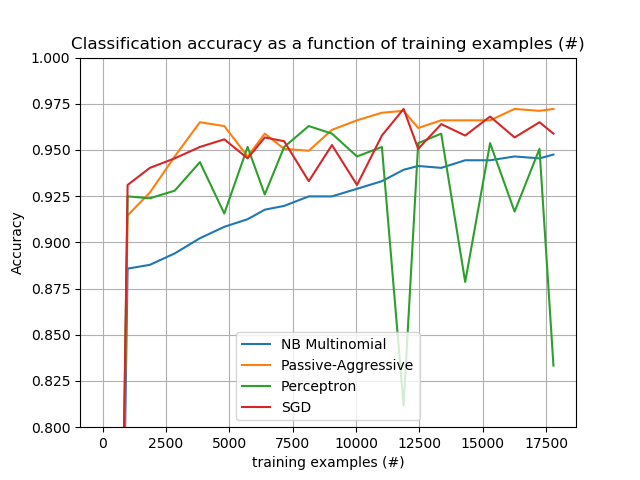 Classification accuracy as a function of training examples (#)
1.000
0.975
0.950
0.925
0.900
0.875
0.850
0.825
0.800
Accuracy
NB Multinomial
Passive-Aggressive
Perceptron
SGD
0 2500 5000 7500 10000 12500 15000 17500
training examples (#)